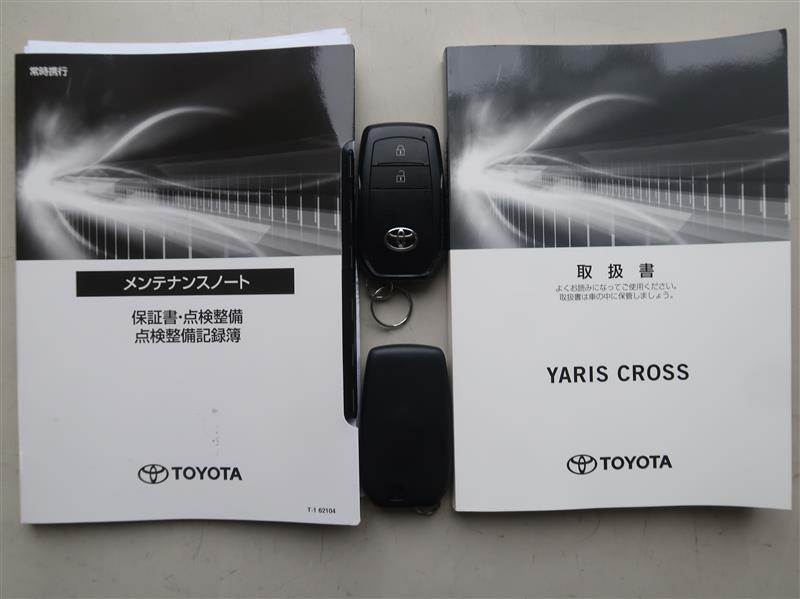 常時携行
メンテナンスノート
保証書・点検整備
点検整備記録簿
TOYOTA
T-1 62104
取扱書
よくお読みになってご使用ください。
取扱書は車の中に保管しましょう。
YARIS CROSS
TOYOTA